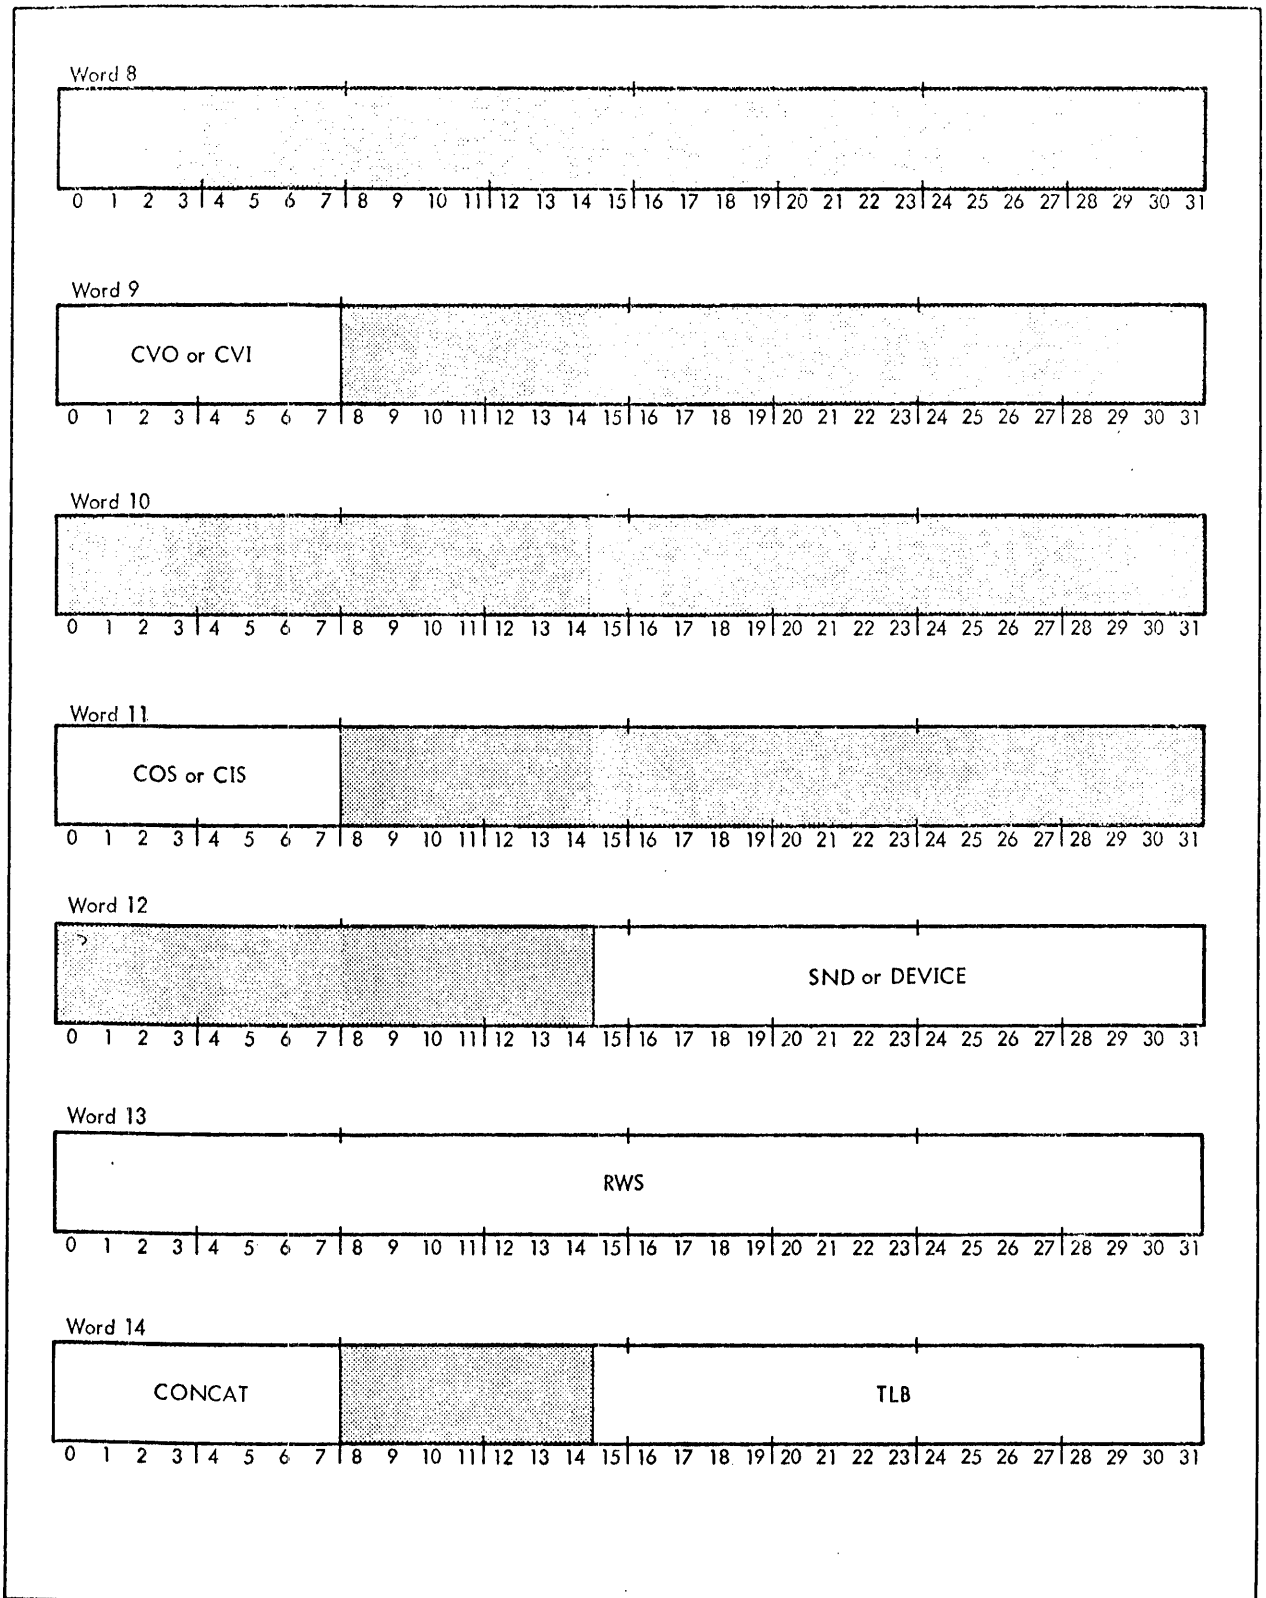 Word 8
0 1 2 3 4 5 6 7 8 9 10 11 12 13 14 15 16 17 18 19 20 21 22 23 24 25 26 27 28 29 30 31
Word 9
CVO or CVI
0 1 2 3 4 5 6 7 8 9 10 11 12 13 14 15 16 17 18 19 20 21 22 23 24 25 26 27 28 29 30 31
Word 10
0 1 2 3 4 5 6 7 8 9 10 11 12 13 14 15 16 17 18 19 20 21 22 23 24 25 26 27 28 29 30 31
Word 11
COS or CIS
0 1 2 3 4 5 6 7 8 9 10 11 12 13 14 15 16 17 18 19 20 21 22 23 24 25 26 27 28 29 30 31
Word 12
SND or DEVICE
0 1 2 3 4 5 6 7 8 9 10 11 12 13 14 15 16 17 18 19 20 21 22 23 24 25 26 27 28 29 30 31
Word 13
RWS
0 1 2 3 4 5 6 7 8 9 10 11 12 13 14 15 16 17 18 19 20 21 22 23 24 25 26 27 28 29 30 31
Word 14
CONCAT TLB
0 1 2 3 4 5 6 7 8 9 10 11 12 13 14 15 16 17 18 19 20 21 22 23 24 25 26 27 28 29 30 31